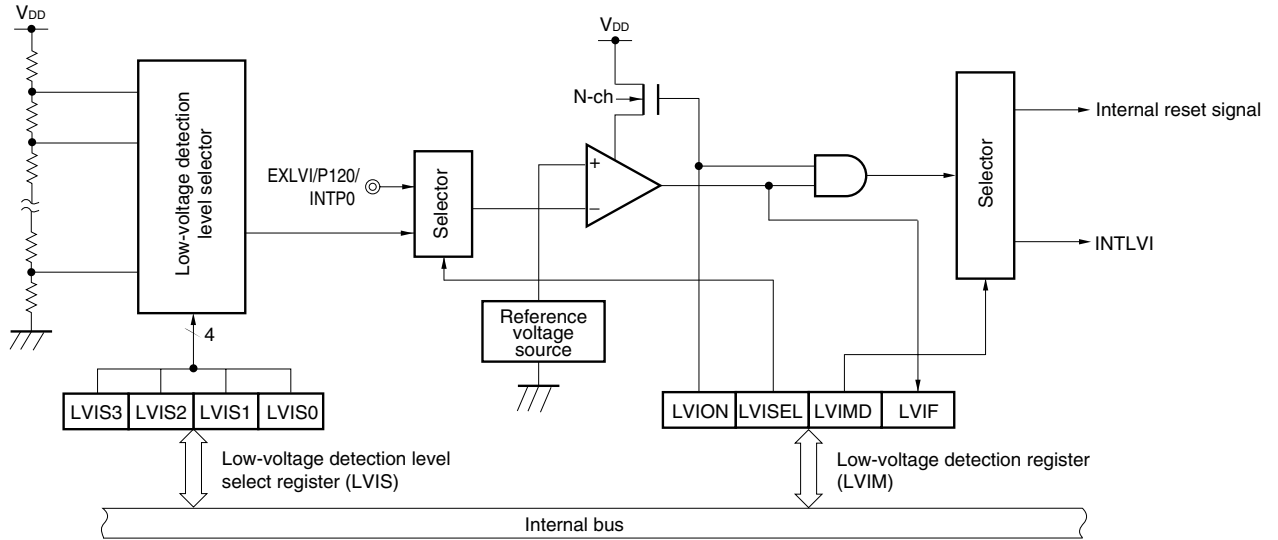 VDD
VDD
Low-voltage detection
level selector
N-ch
EXLVI/P120/
INTP0
Selector
+
−
Selector
Internal reset signal
INTLVI
4
Reference
voltage
source
LVIS3 LVIS2 LVIS1 LVIS0
LVION LVISEL LVIMD LVIF
Low-voltage detection level
select register (LVIS)
Low-voltage detection register
(LVIM)
Internal bus